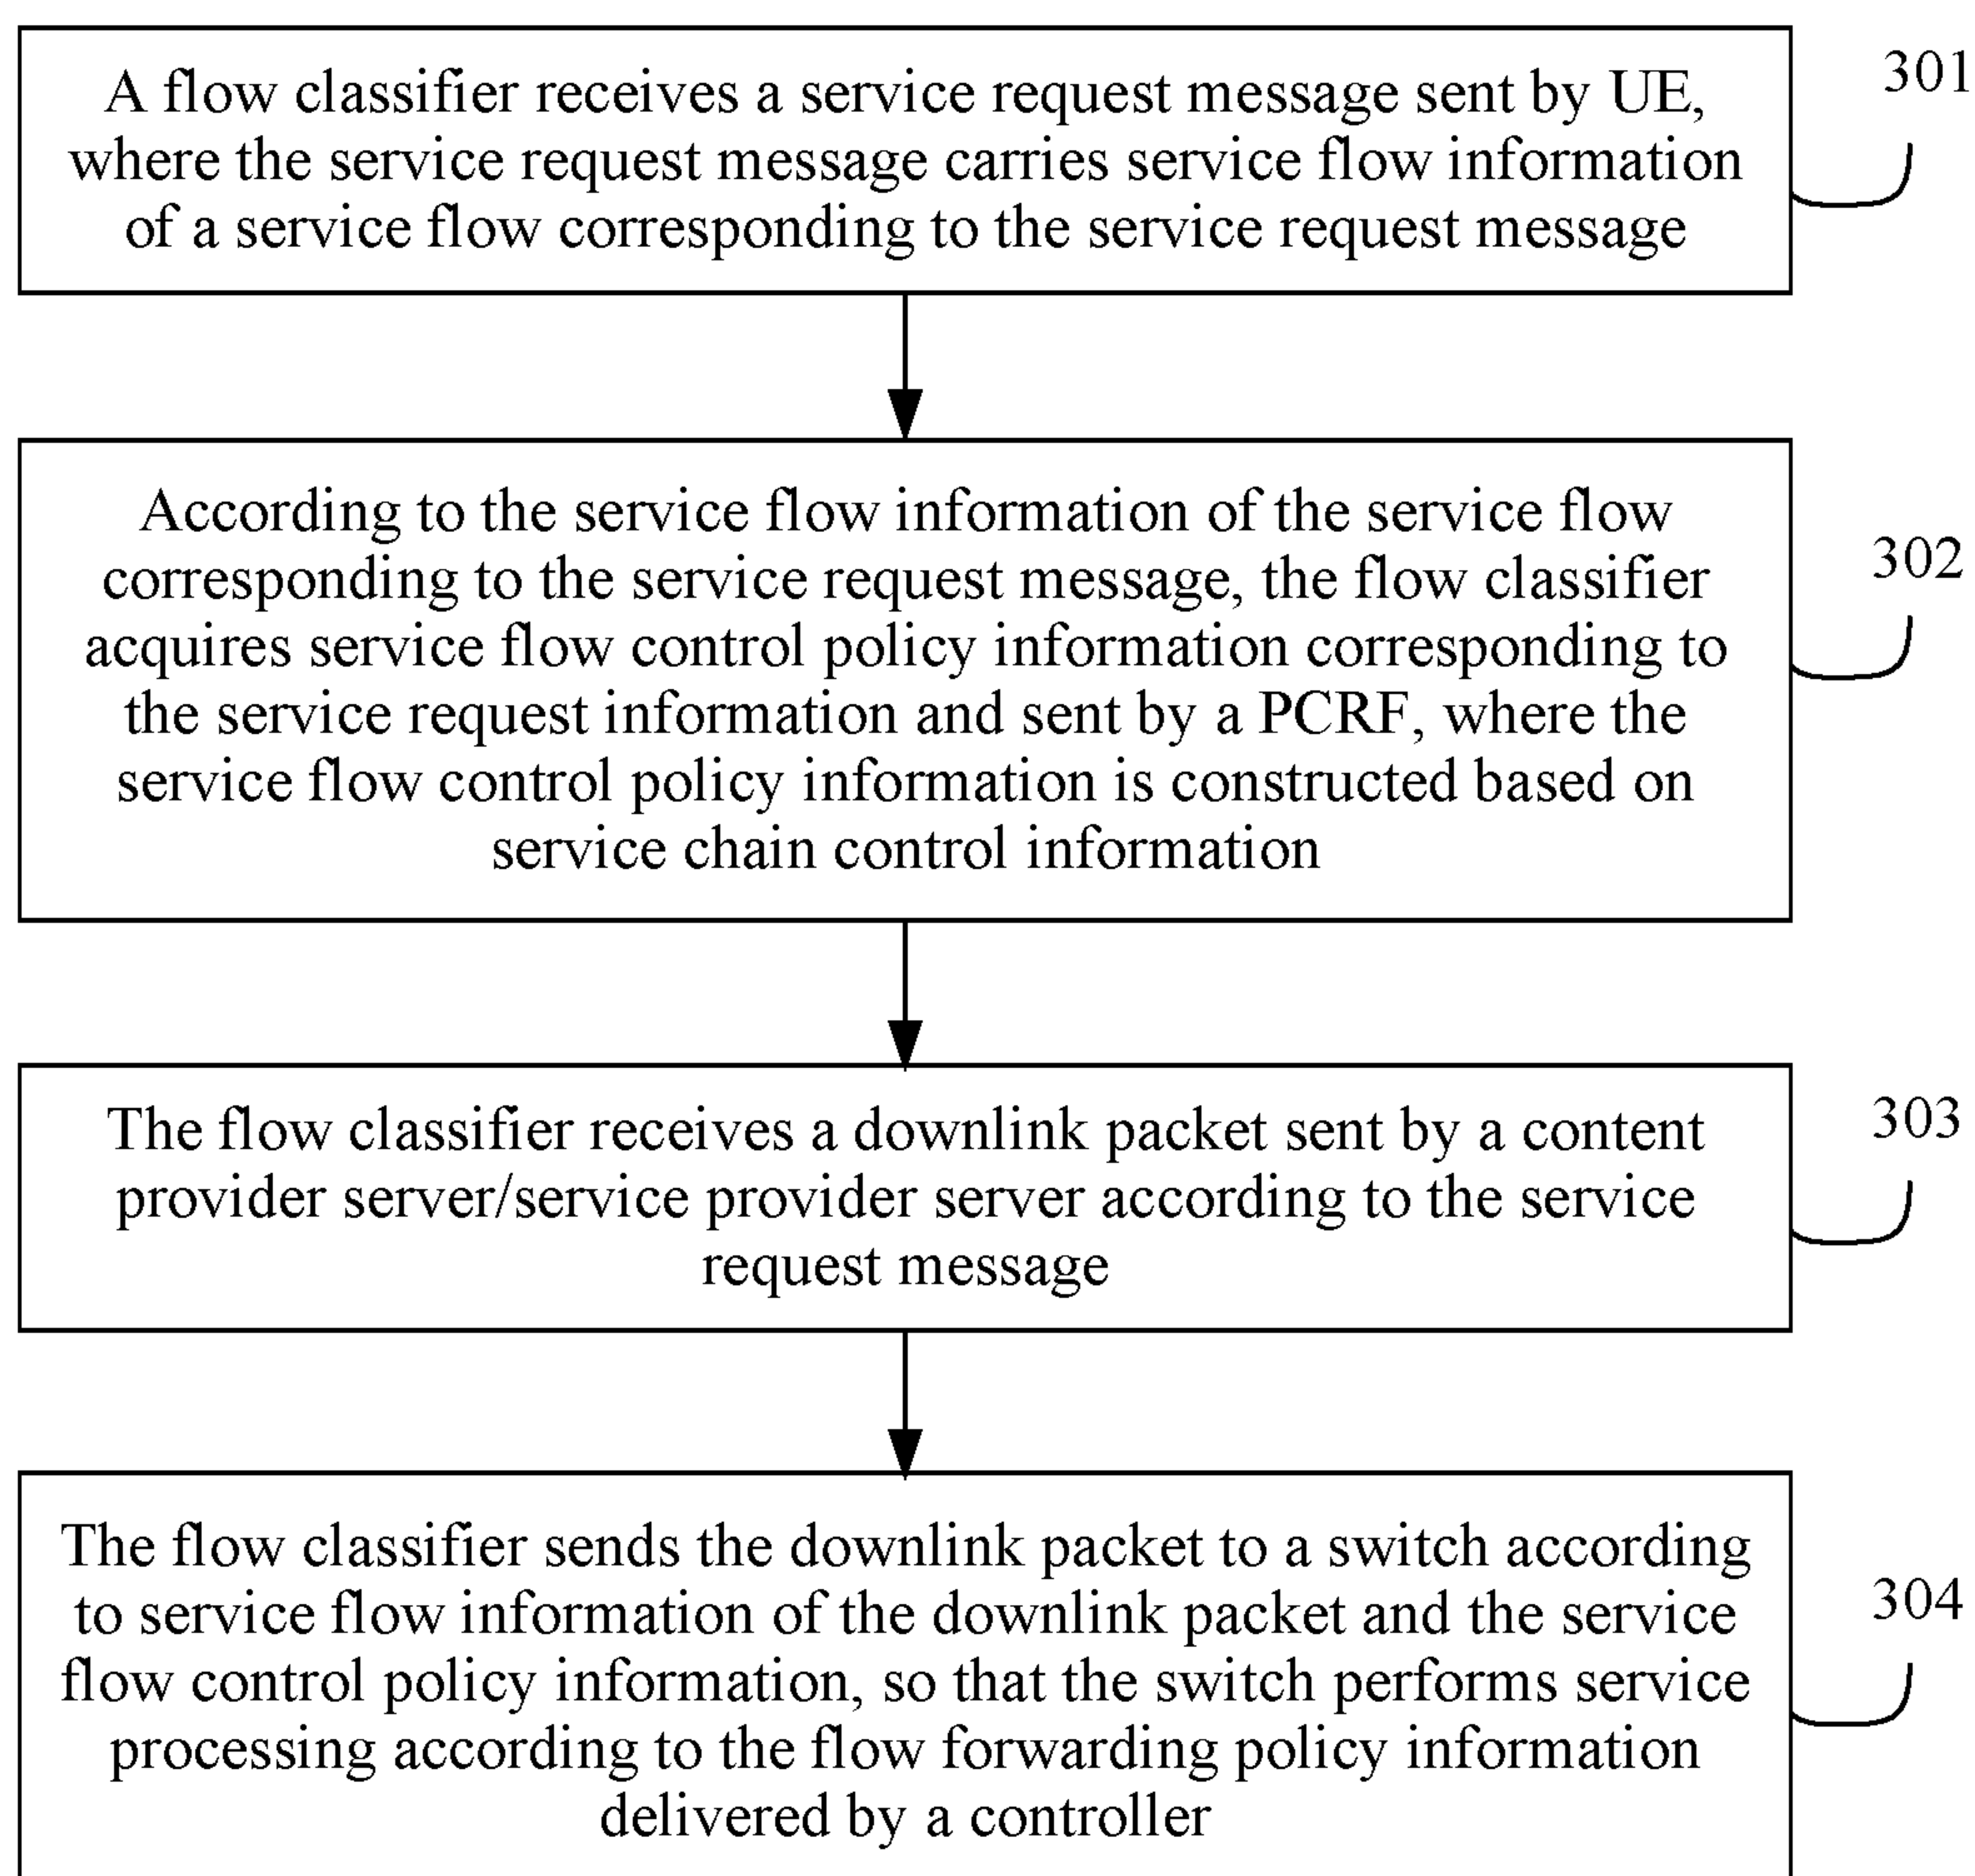 A flow classifier receives a service request message sent by UE,
where the service request message carries service flow information
of a service flow corresponding to the service request message
301
According to the service flow information of the service flow
corresponding to the service request message, the flow classifier
acquires service flow control policy information corresponding to
the service request information and sent by a PCRF, where the
service flow control policy information is constructed based on
service chain control information
302
The flow classifier receives a downlink packet sent by a content
provider server/service provider server according to the service
request message
303
The flow classifier sends the downlink packet to a switch according
to service flow information of the downlink packet and the service
flow control policy information, so that the switch performs service
processing according to the flow forwarding policy information
delivered by a controller
304